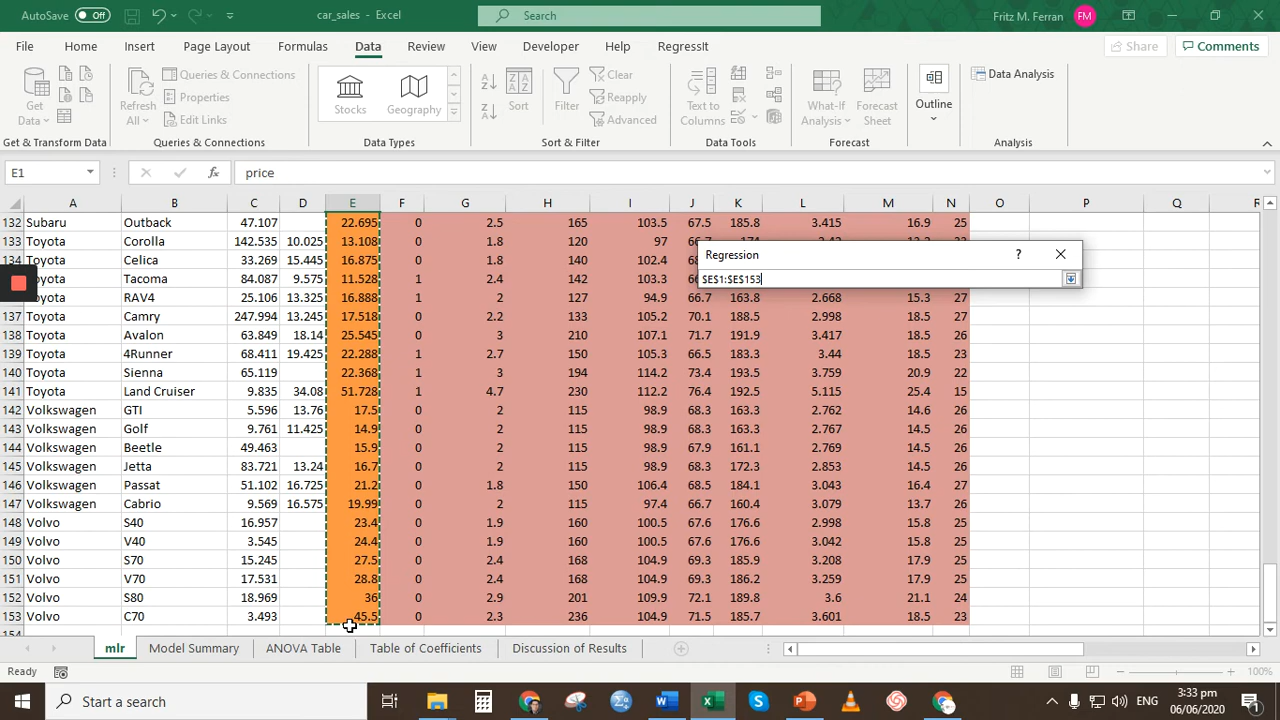 AutoSave Off car_sales - Excel Search Fritz M. Ferran FM
File Home Insert Page Layout Formulas Data Review View Developer Help RegressIt Share Comments
Get Data Refresh All Queries & Connections Properties Edit Links Stocks Geography Sort Filter Clear Reapply Advanced Text to Columns What-If Analysis Forecast Sheet Outline Data Analysis
Get & Transform Data Queries & Connections Data Types Sort & Filter Data Tools Forecast Analysis
E1 fx price
A B C D E F G H I J K L M N O P Q R
132 Subaru Outback 47.107 22.695 0 2.5 165 103.5 67.5 185.8 3.415 16.9 25
133 Toyota Corolla 142.535 10.025 13.108 0 1.8 120 97
134 Toyota Celica 33.269 15.445 16.875 0 1.8 140 102.4
Toyota Tacoma 84.087 9.575 11.528 1 2.4 142 103.3
Toyota RAV4 25.106 13.325 16.888 1 2 127 94.9 66.7 163.8 2.668 15.3 27
137 Toyota Camry 247.994 13.245 17.518 0 2.2 133 105.2 70.1 188.5 2.998 18.5 27
138 Toyota Avalon 63.849 18.14 25.545 0 3 210 107.1 71.7 191.9 3.417 18.5 26
139 Toyota 4Runner 68.411 19.425 22.288 1 2.7 150 105.3 66.5 183.3 3.44 18.5 23
140 Toyota Sienna 65.119 22.368 1 3 194 114.2 73.4 193.5 3.759 20.9 22
141 Toyota Land Cruiser 9.835 34.08 51.728 1 4.7 230 112.2 76.4 192.5 5.115 25.4 15
142 Volkswagen GTI 5.596 13.76 17.5 0 2 115 98.9 68.3 163.3 2.762 14.6 26
143 Volkswagen Golf 9.761 11.425 14.9 0 2 115 98.9 68.3 163.3 2.767 14.5 26
144 Volkswagen Beetle 49.463 15.9 0 2 115 98.9 67.9 161.1 2.769 14.5 26
145 Volkswagen Jetta 83.721 13.24 16.7 0 2 115 98.9 68.3 172.3 2.853 14.5 26
146 Volkswagen Passat 51.102 16.725 21.2 0 1.8 150 106.4 68.5 184.1 3.043 16.4 27
147 Volkswagen Cabrio 9.569 16.575 19.99 0 2 115 97.4 66.7 160.4 3.079 13.7 26
148 Volvo S40 16.957 23.4 0 1.9 160 100.5 67.6 176.6 2.998 15.8 25
149 Volvo V40 3.545 24.4 0 1.9 160 100.5 67.6 176.6 3.042 15.8 25
150 Volvo S70 15.245 27.5 0 2.4 168 104.9 69.3 185.9 3.208 17.9 25
151 Volvo V70 17.531 28.8 0 2.4 168 104.9 69.3 186.2 3.259 17.9 25
152 Volvo S80 18.969 36 0 2.9 201 109.9 72.1 189.8 3.6 21.1 24
153 Volvo C70 3.493 45.5 0 2.3 236 104.9 71.5 185.7 3.601 18.5 23
Regression ?
$E$1:$E$153
mlr Model Summary ANOVA Table Table of Coefficients Discussion of Results
Ready 100%
Type here to search ENG 3:33 pm
06/06/2020